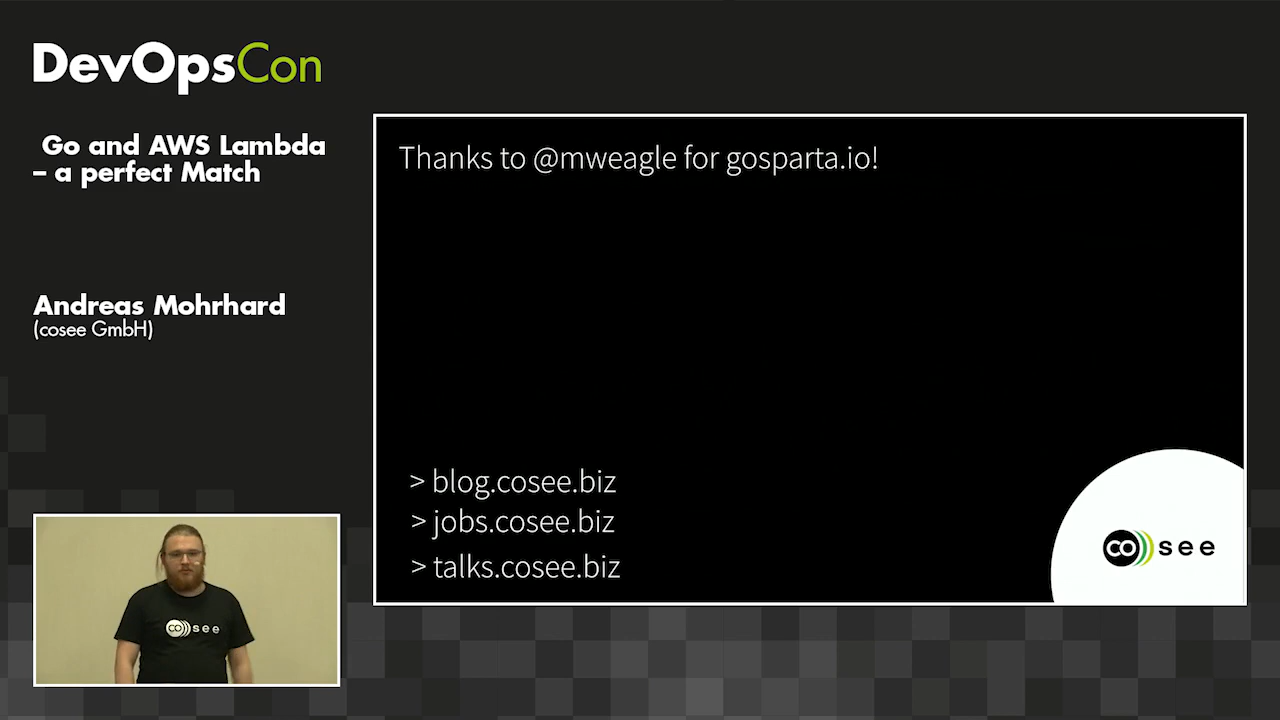 DevOpsCon
Go and AWS Lambda
– a perfect Match
Andreas Mohrhard
(cosee GmbH)
Thanks to @mweagle for gosparta.io!
> blog.cosee.biz
> jobs.cosee.biz
> talks.cosee.biz
cosee
cosee